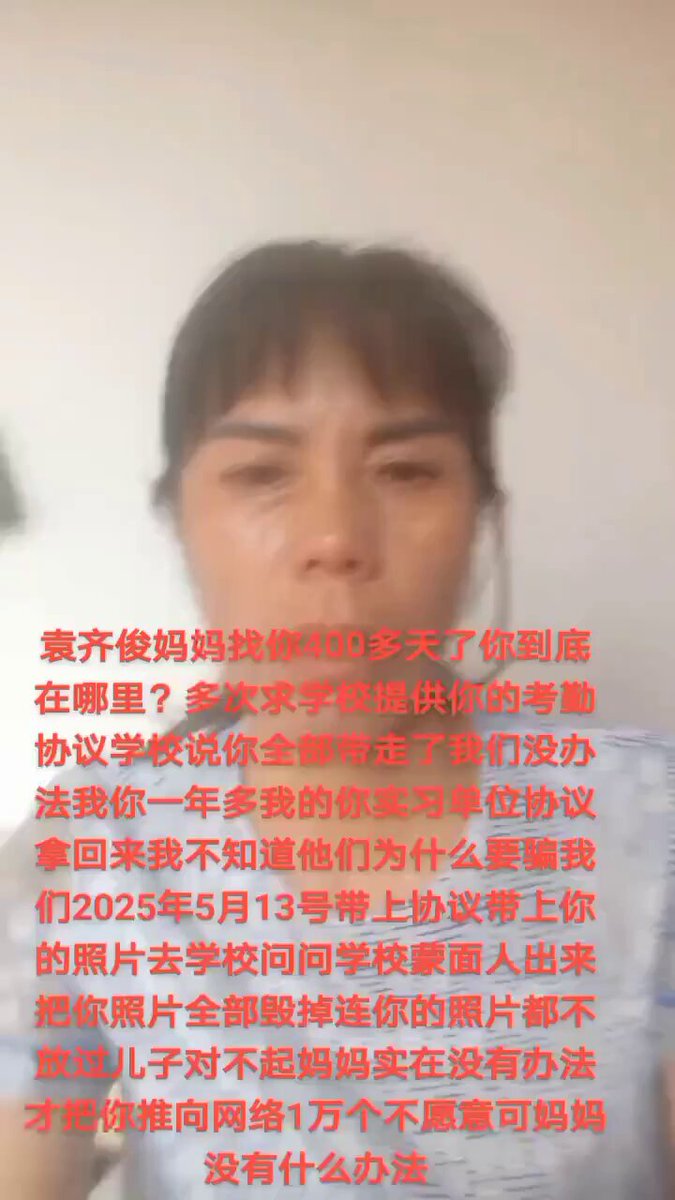 袁齐俊妈妈找你400多天了你到底
在哪里？多次求学校提供你的考勤
协议学校说你全部带走了我们没办
法我你一年多我的你实习单位协议
拿回来我不知道他们为什么要骗我
们2025年5月13号带上协议带上你
的照片去学校问问学校蒙面人出来
把你照片全部毁掉连你的照片都不
放过儿子对不起妈妈实在没有办法
才把你推向网络1万个不愿意可妈妈
没有什么办法